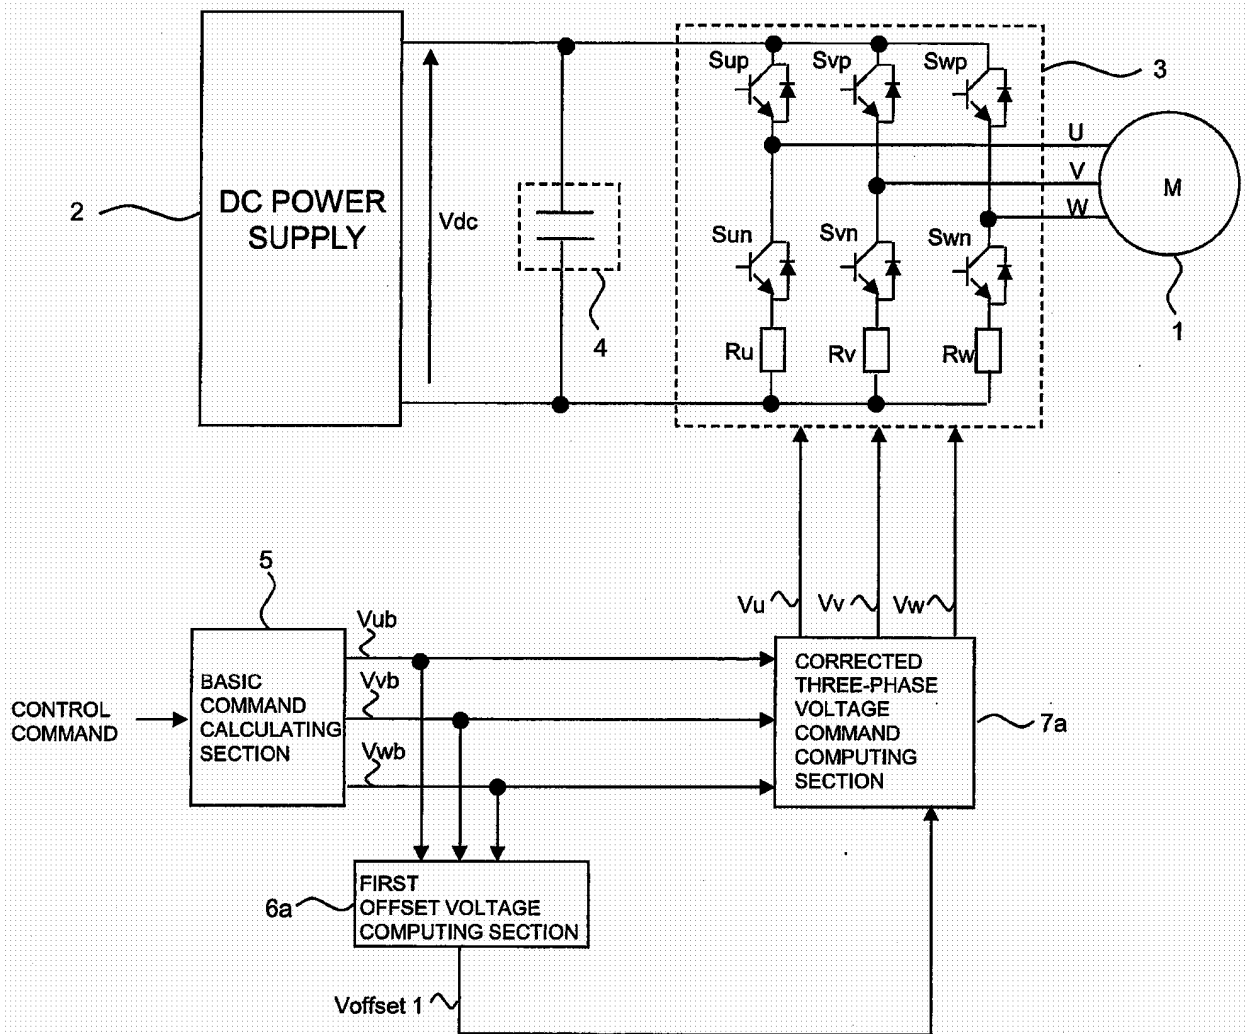 Sup
Svp
Swp
3
U
V
W
M
2
DC POWER
SUPPLY
Vdc
Sun
Svn
Swn
4
Ru
Rv
Rw
1
5
Vub
Vvb
Vwb
Vu
Vv
Vw
CONTROL
COMMAND
BASIC
COMMAND
CALCULATING
SECTION
CORRECTED
THREE-PHASE
VOLTAGE
COMMAND
COMPUTING
SECTION
7a
6a
FIRST
OFFSET VOLTAGE
COMPUTING SECTION
Voffset 1